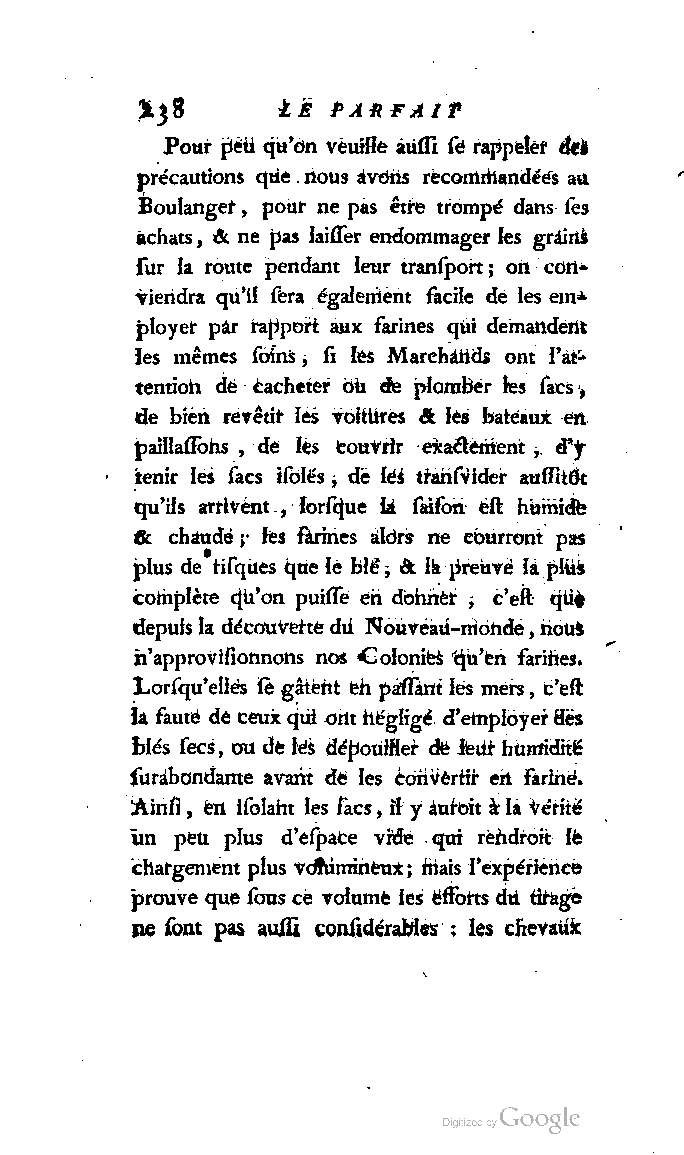 238 LE PARFAIT
Pour peu qu'on veuille auſſi ſe rappeler des
précautions que nous avons recommandées au
Boulanger, pour ne pas être trompé dans ſes
achats, & ne pas laiſſer endommager les grains
ſur la route pendant leur tranſport; on con-
viendra qu'il ſera également facile de les em-
ployer par rapport aux farines qui demandent
les mêmes ſoins, ſi les Marchands ont l'at-
tention de cacheter ou de plomber les ſacs,
de bien revêtir les voitures & les bateaux en
paillaſſons, de les couvrir exactement, d'y
tenir les ſacs iſolés, de les tranſvider auſſitôt
qu'ils arrivent, lorſque la ſaiſon eſt humide
& chaude; les farines alors ne courront pas
plus de riſques que le blé; & la preuve la plus
complète qu'on puiſſe en donner, c'eſt que
depuis la découverte du Nouveau-monde, nous
n'approviſionnons nos Colonies qu'en farines.
Lorſqu'elles ſe gâtent en paſſant les mers, c'eſt
la faute de ceux qui ont négligé d'employer des
blés ſecs, ou de les dépouiller de leur humidité
ſurabondante avant de les convertir en farine.
Ainſi, en iſolant les ſacs, il y auroit à la vérité
un peu plus d'eſpace vide qui rendroit le
chargement plus volumineux; mais l'expérience
prouve que ſous ce volume les efforts du tirage
ne ſont pas auſſi conſidérables : les chevaux
Digitized by Google